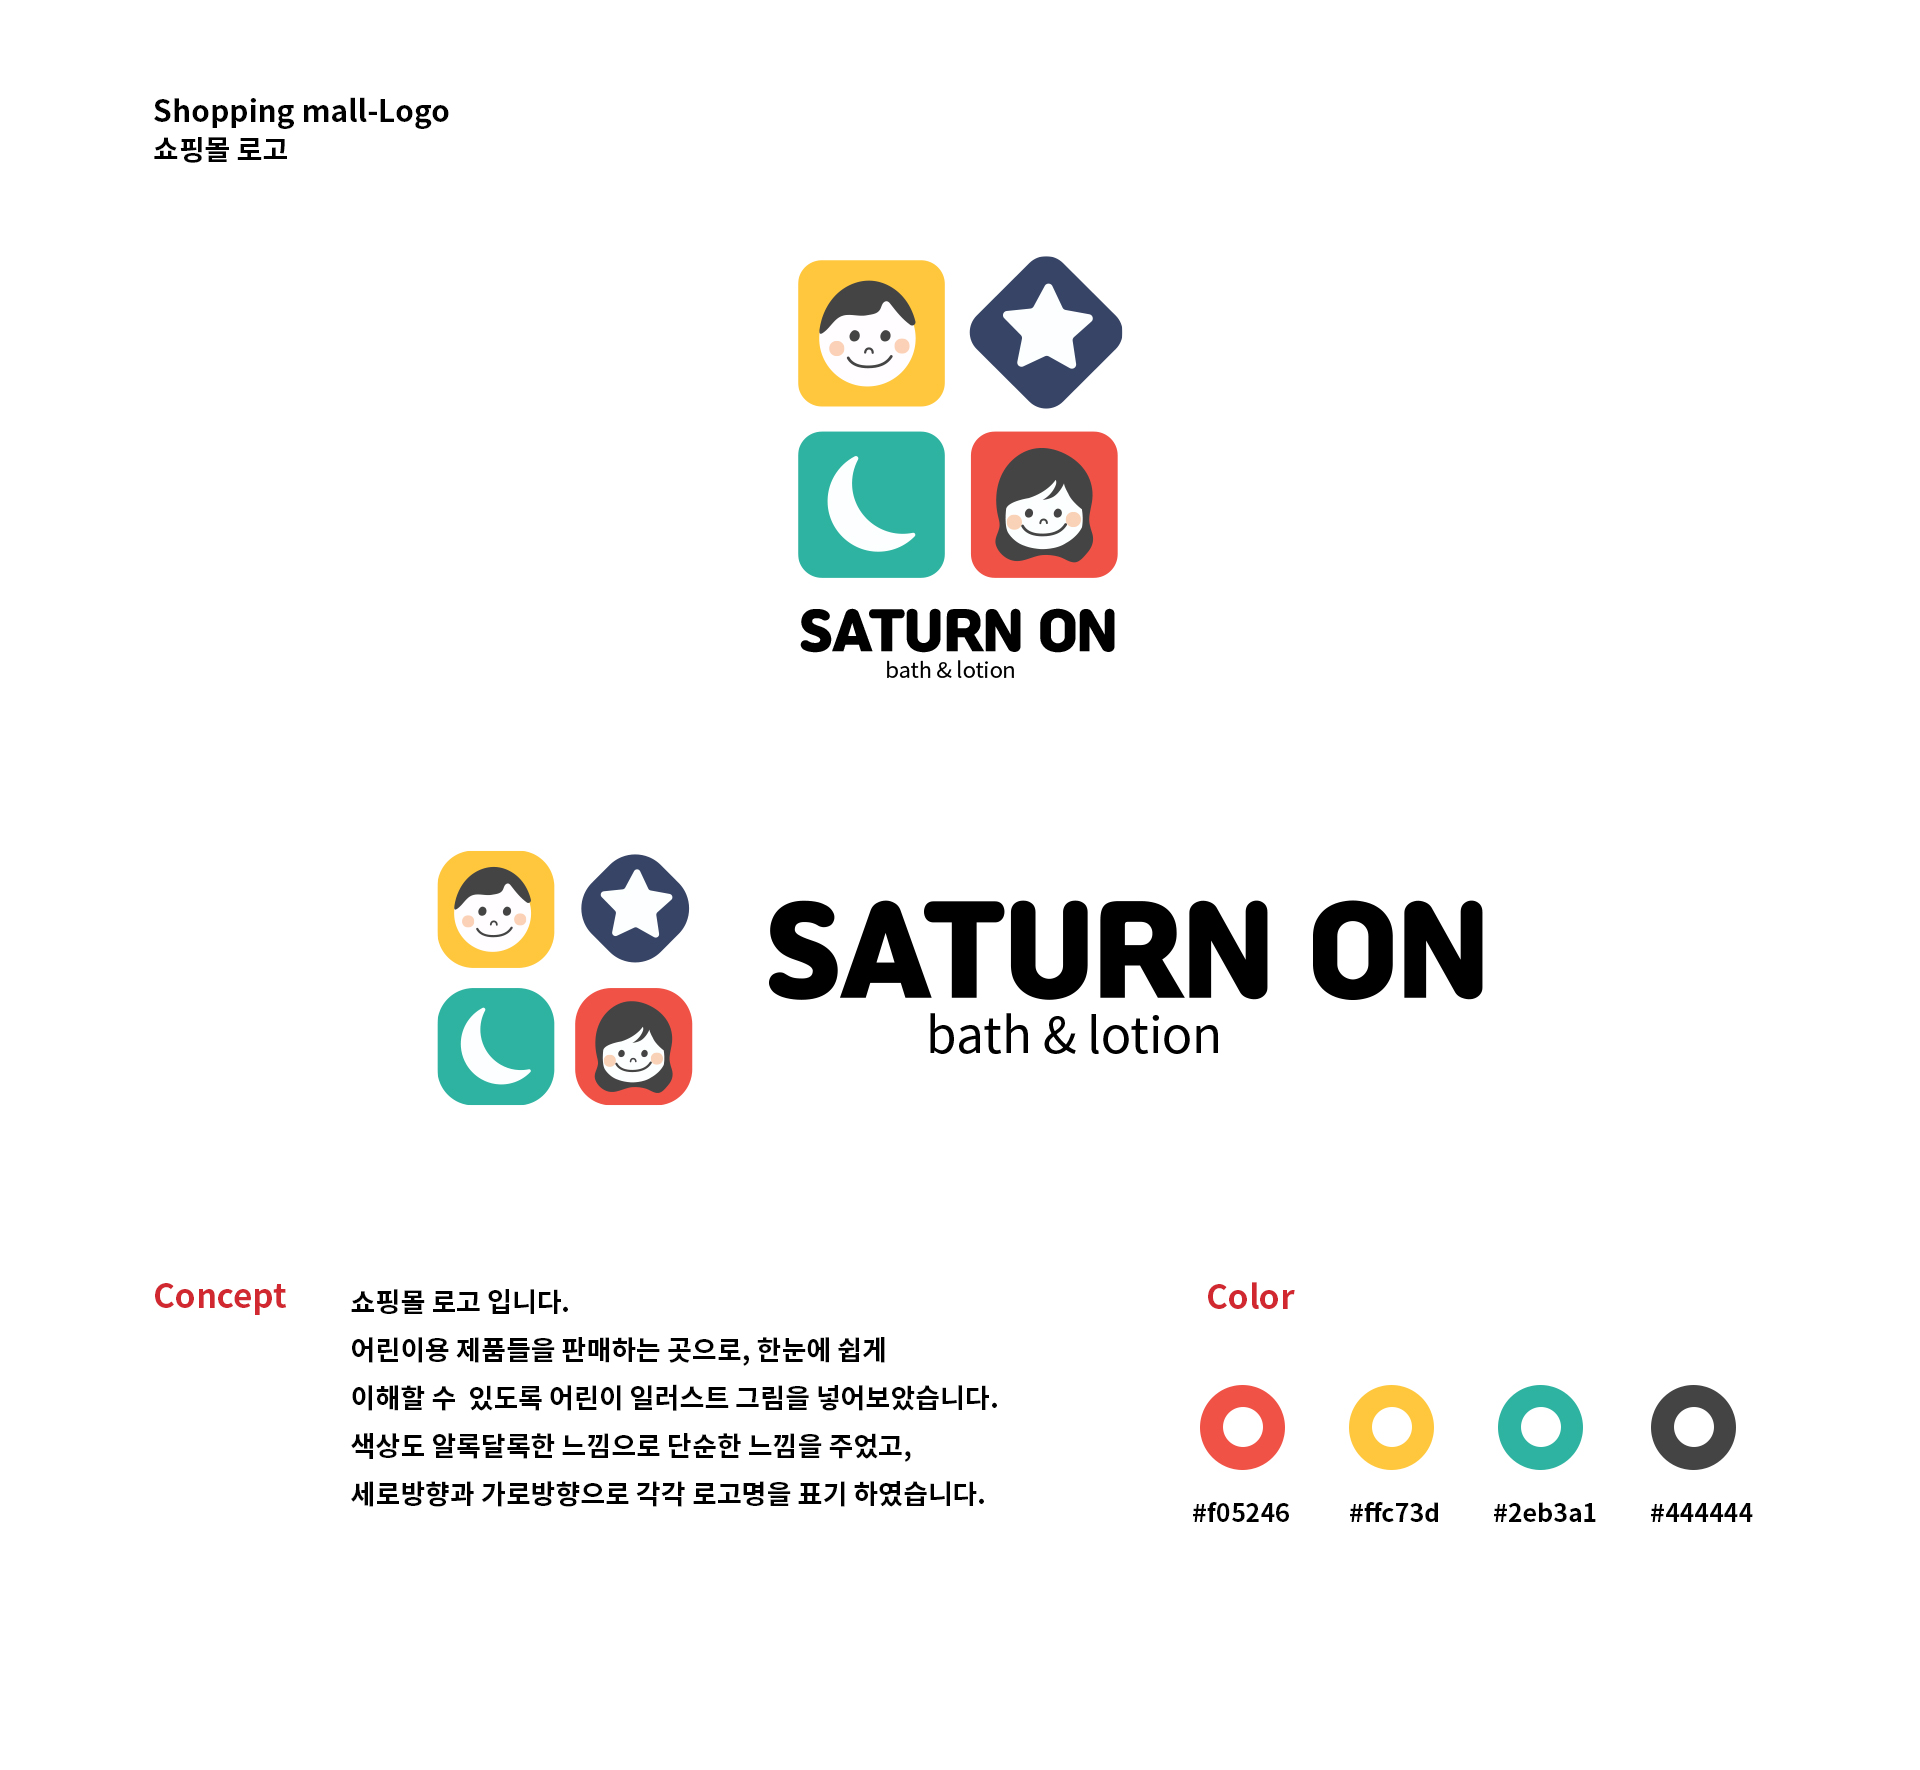 Shopping mall-Logo
쇼핑몰 로고
SATURN ON
bath & lotion
SATURN ON
bath & lotion
Concept
쇼핑몰 로고 입니다.
어린이용 제품들을 판매하는 곳으로, 한눈에 쉽게
이해할 수  있도록 어린이 일러스트 그림을 넣어보았습니다.
색상도 알록달록한 느낌으로 단순한 느낌을 주었고,
세로방향과 가로방향으로 각각 로고명을 표기 하였습니다.
Color
#f05246 #ffc73d #2eb3a1 #444444